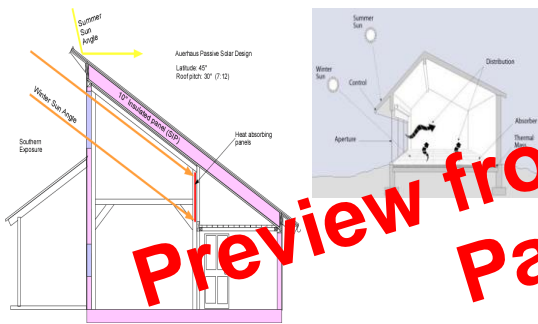 Summer
Sun
Angle
Auerhaus Passive Solar Design
Latitude: 45°
Roof pitch: 30° (7:12)
10" Insulated panel (SIP)
Winter Sun Angle
Heat absorbing
panels
Southern
Exposure
Summer
Sun
Winter
Sun
Control
Distribution
Aperture
Absorber
Thermal
Mass
Preview fro
Pa